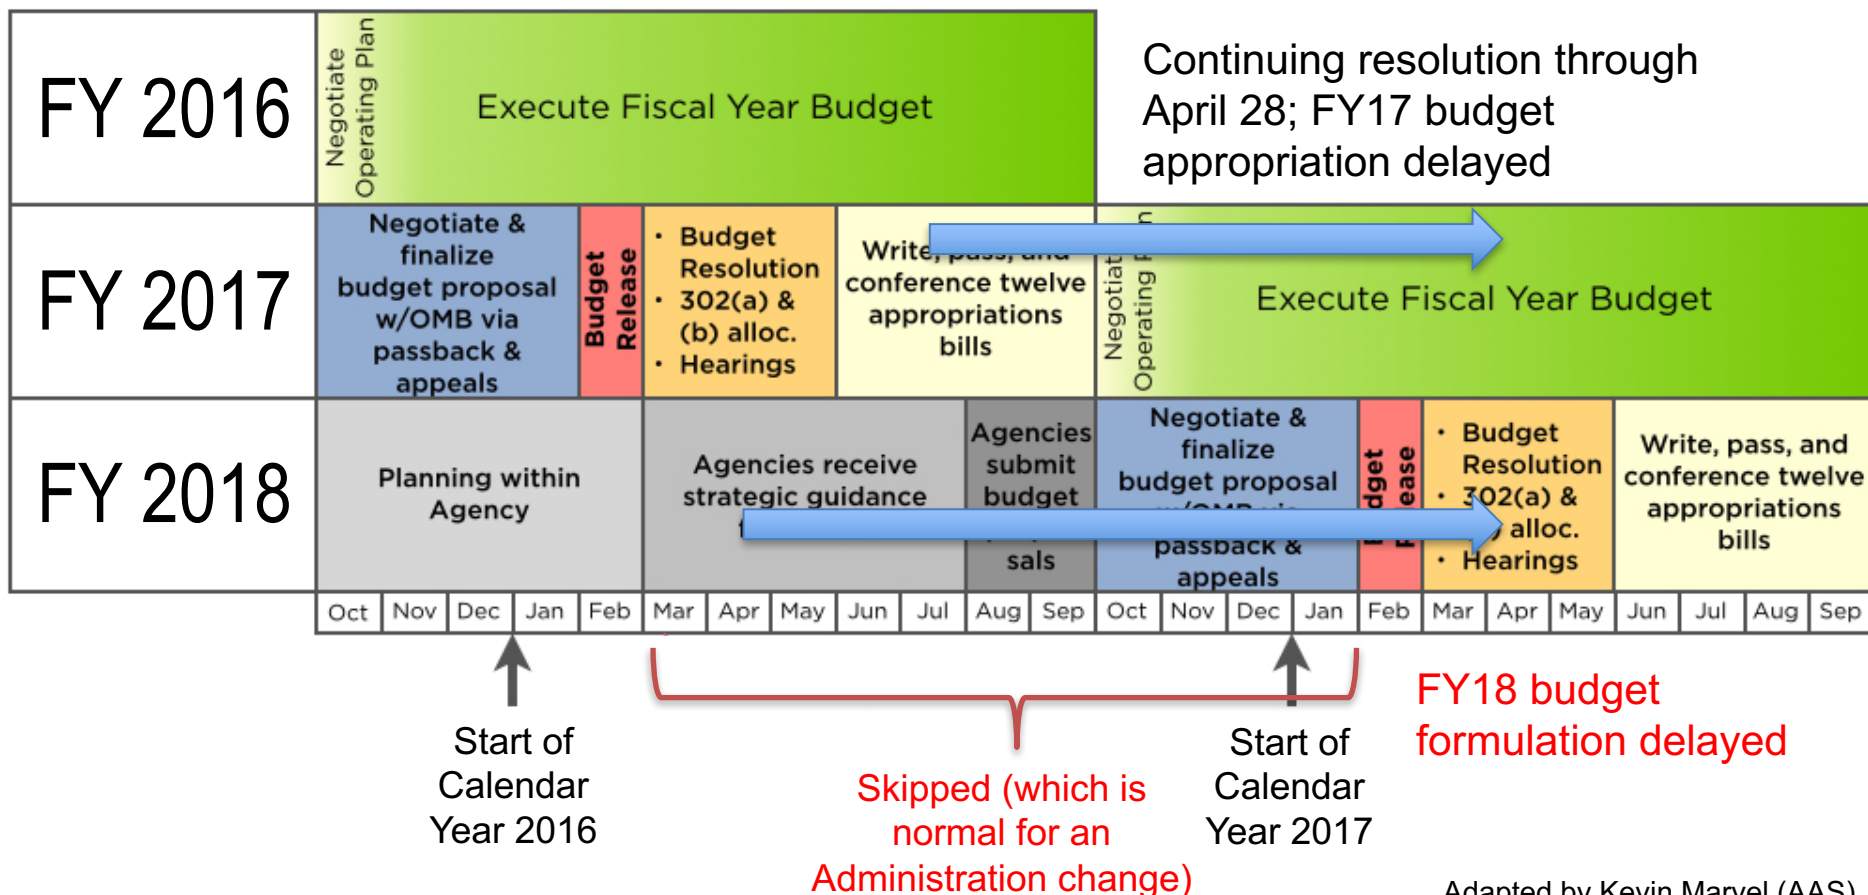 FY 2016
Negotiate
Operating Plan
Execute Fiscal Year Budget
Continuing resolution through
April 28; FY17 budget
appropriation delayed
FY 2017
Negotiate &
finalize
budget proposal
w/OMB via
passback &
appeals
Budget
Release
• Budget
Resolution
• 302(a) &
(b) alloc.
• Hearings
Write, pass, and
conference twelve
appropriations
bills
Operating
Execute Fiscal Year Budget
FY 2018
Planning within
Agency
Agencies receive
strategic guidance
Agencies
submit
budget
sals
Negotiate &
finalize
budget proposal
passback &
appeals
• Budget
Resolution
• 302(a) &
alloc.
• Hearings
Write, pass, and
conference twelve
appropriations
bills
Oct Nov Dec Jan Feb Mar Apr May Jun Jul Aug Sep Oct Nov Dec Jan Feb Mar Apr May Jun Jul Aug Sep
Start of
Calendar
Year 2016
Skipped (which is
normal for an
Administration change)
Start of
Calendar
Year 2017
FY18 budget
formulation delayed
Adapted by Kevin Marvel (AAS)